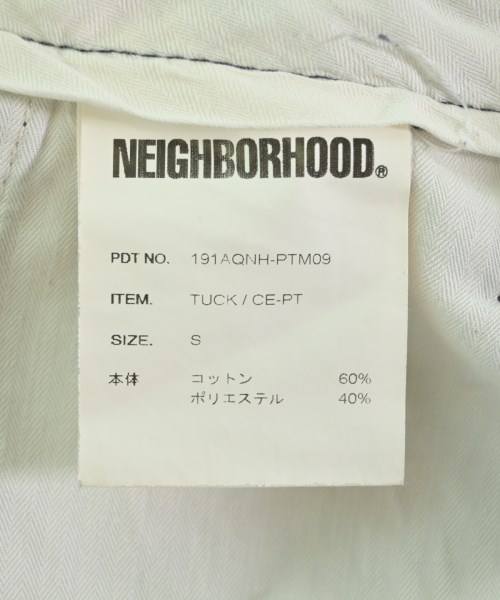 NEIGHBORHOOD®
PDT NO. 191AQNH-PTM09
ITEM. TUCK / CE-PT
SIZE. S
本体 コットン 60%
ポリエステル 40%